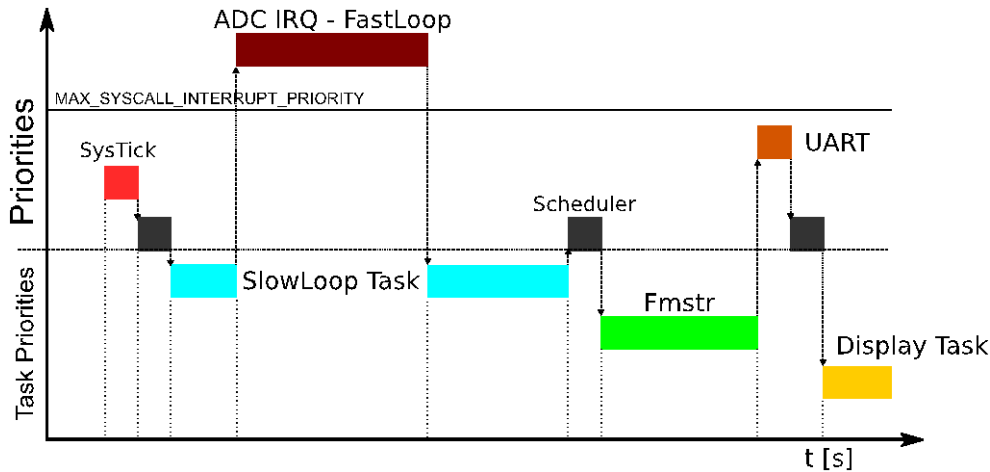 ADC IRQ - FastLoop
MAX_SYSCALL_INTERRUPT_PRIORITY
Priorities
SysTick
UART
Scheduler
SlowLoop Task
Fmstr
Task Priorities
Display Task
t [s]